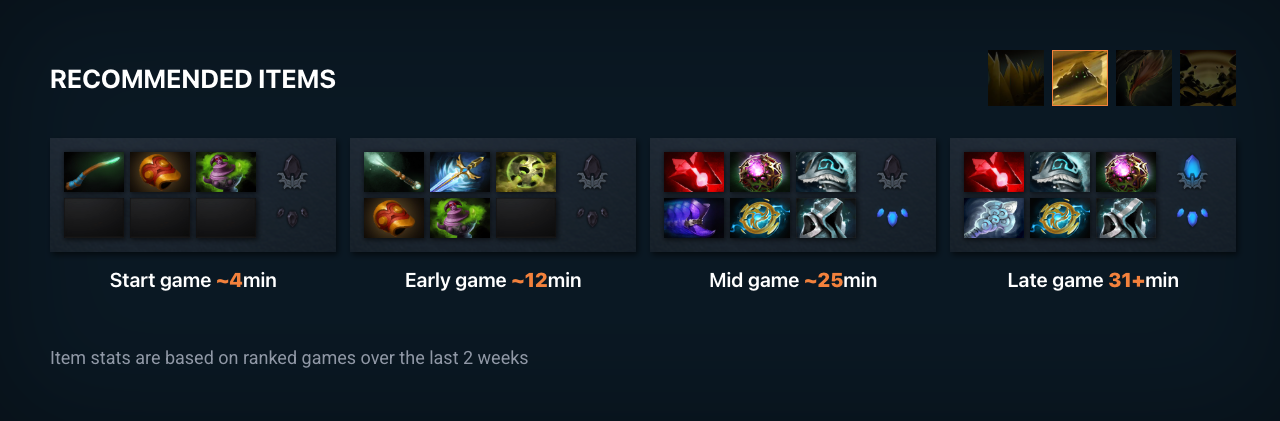 RECOMMENDED ITEMS
Start game ~4min
Early game ~12min
Mid game ~25min
Late game 31+min
Item stats are based on ranked games over the last 2 weeks